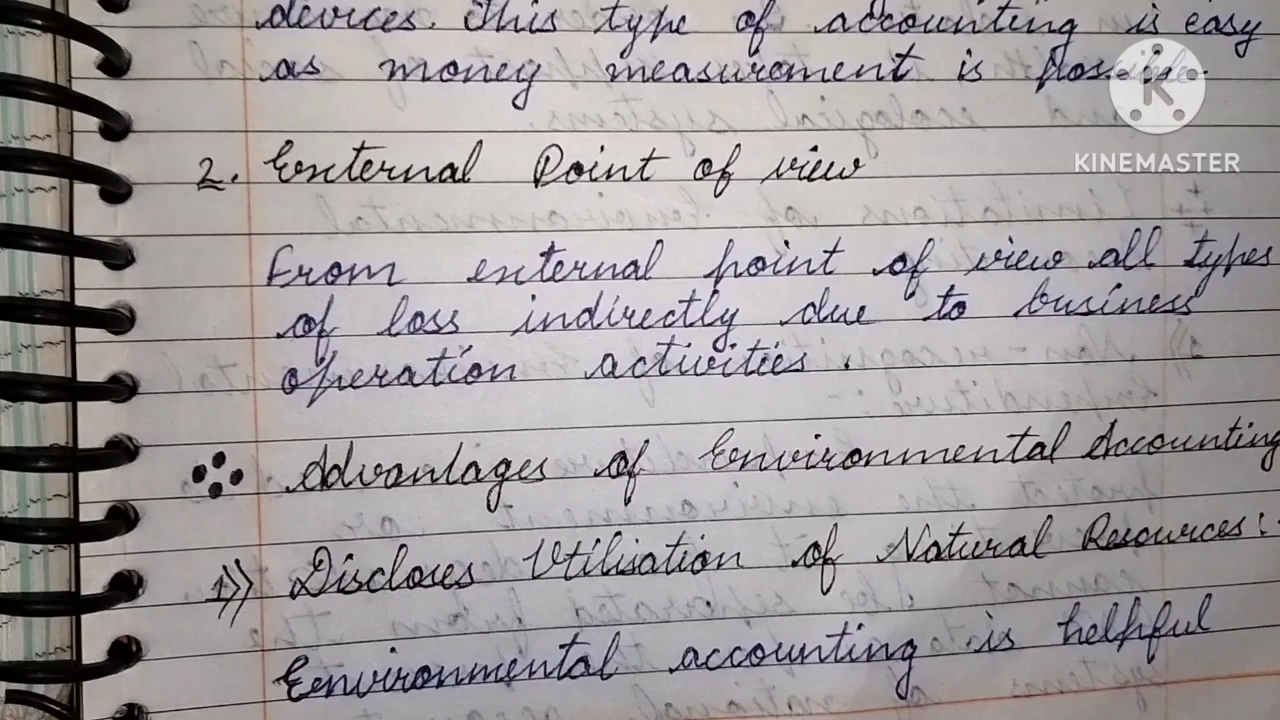 devices. This type of accounting is easy
as money measurement is possible.
KINEMASTER
2. External Point of view
From external point of view all types
of loss indirectly due to business
operation activities.
Advantages of Environmental Accounting
1>> Discloses Utilisation of Natural Resources:
Environmental accounting is helpful